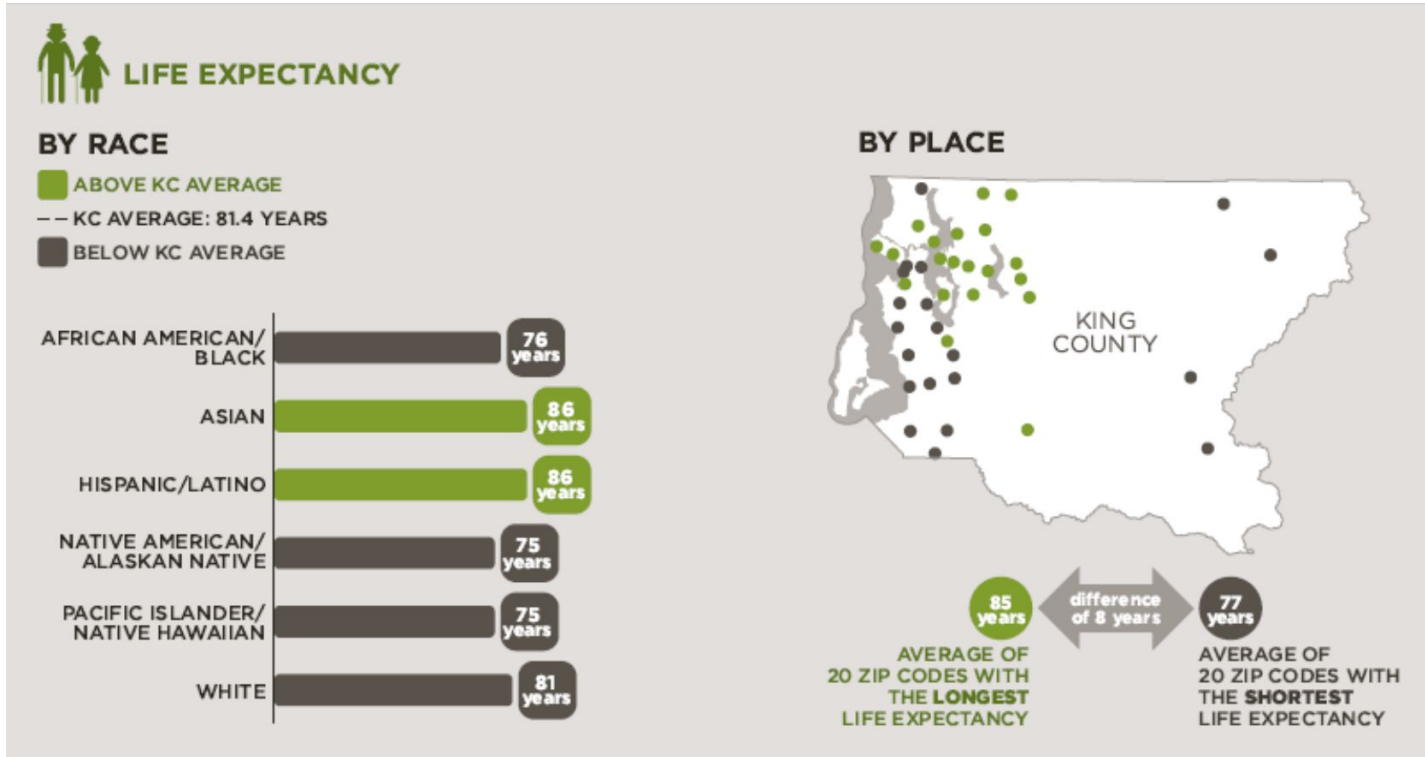 LIFE EXPECTANCY
BY RACE
ABOVE KC AVERAGE
-- KC AVERAGE: 81.4 YEARS
BELOW KC AVERAGE
AFRICAN AMERICAN/
BLACK
76
years
ASIAN
86
years
HISPANIC/LATINO
86
years
NATIVE AMERICAN/
ALASKAN NATIVE
75
years
PACIFIC ISLANDER/
NATIVE HAWAIIAN
75
years
WHITE
81
years
BY PLACE
KING
COUNTY
85
years
difference
of 8 years
77
years
AVERAGE OF
20 ZIP CODES WITH
THE LONGEST
LIFE EXPECTANCY
AVERAGE OF
20 ZIP CODES WITH
THE SHORTEST
LIFE EXPECTANCY